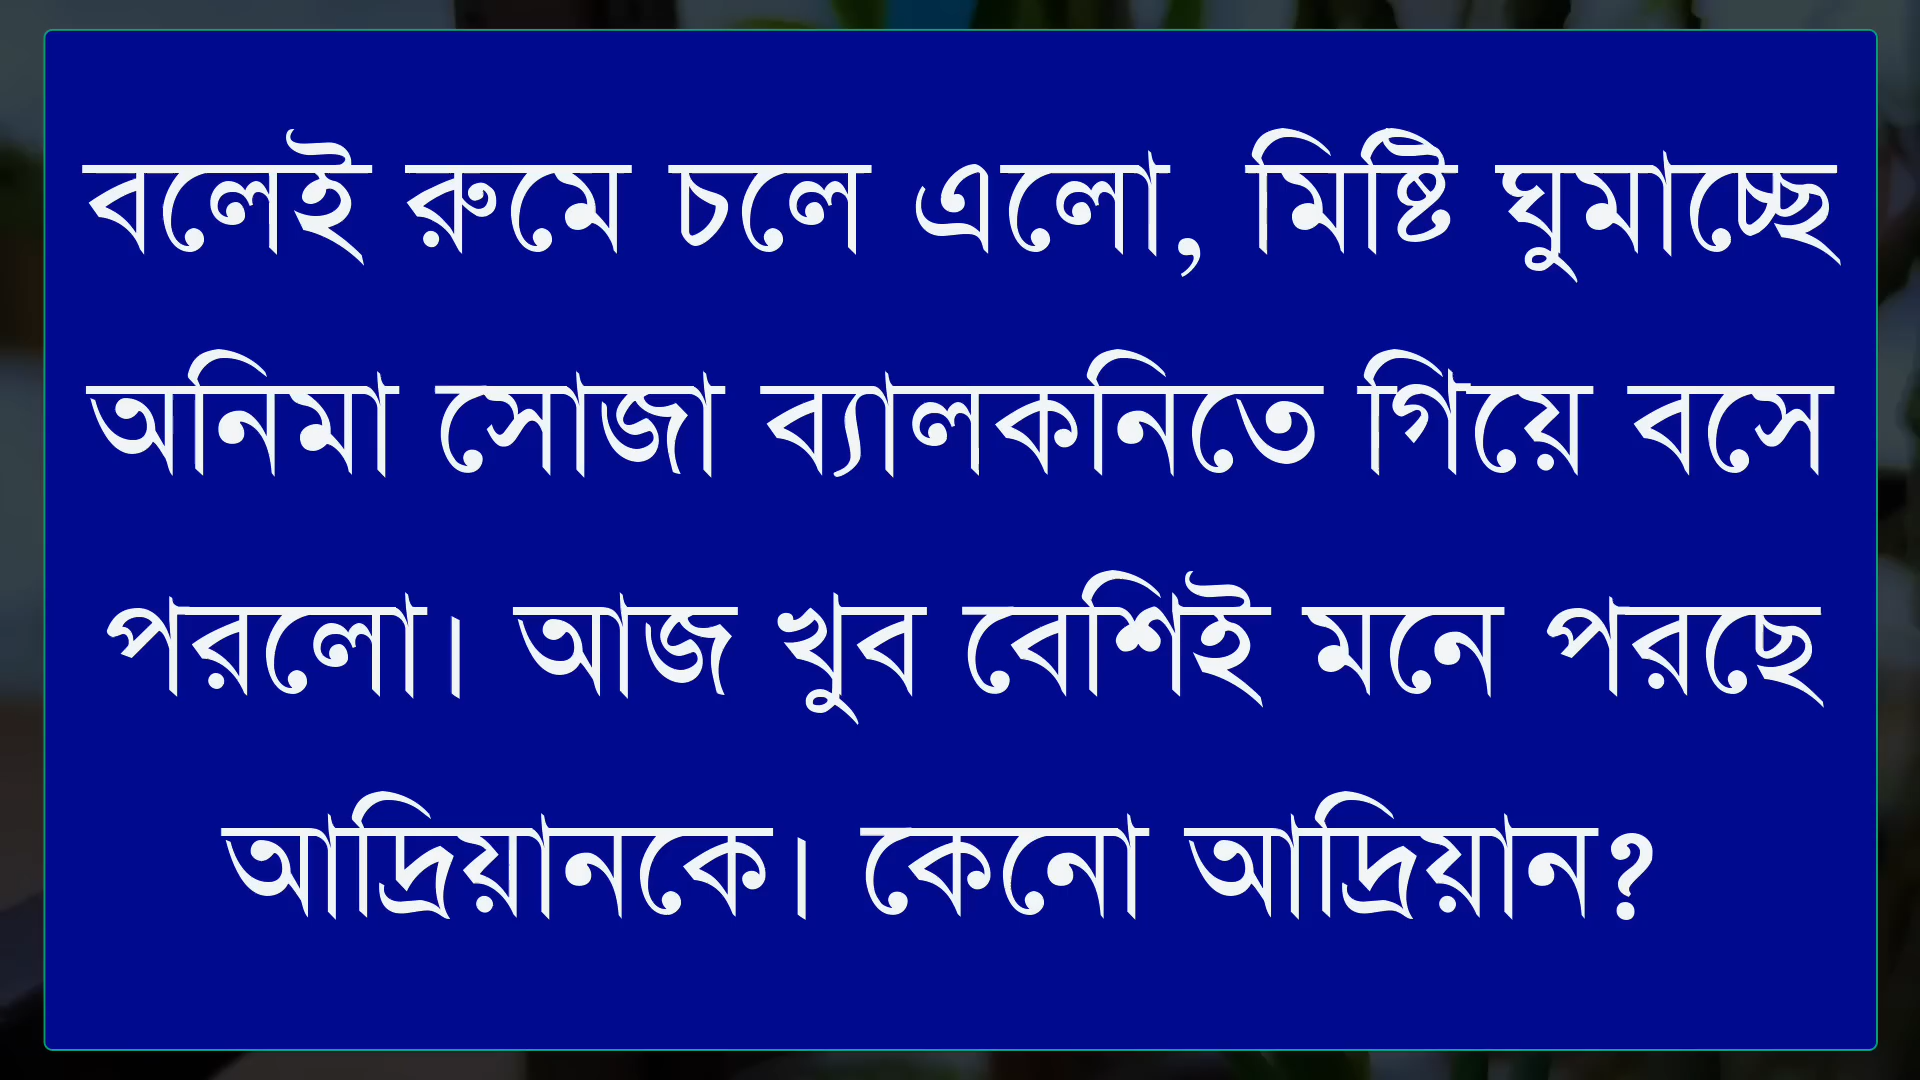 বলেই রুমে চলে এলো, মিষ্টি ঘুমাচ্ছে
অনিমা সোজা ব্যালকনিতে গিয়ে বসে
পরলো। আজ খুব বেশিই মনে পরছে
আদ্রিয়ানকে। কেনো আদ্রিয়ান?